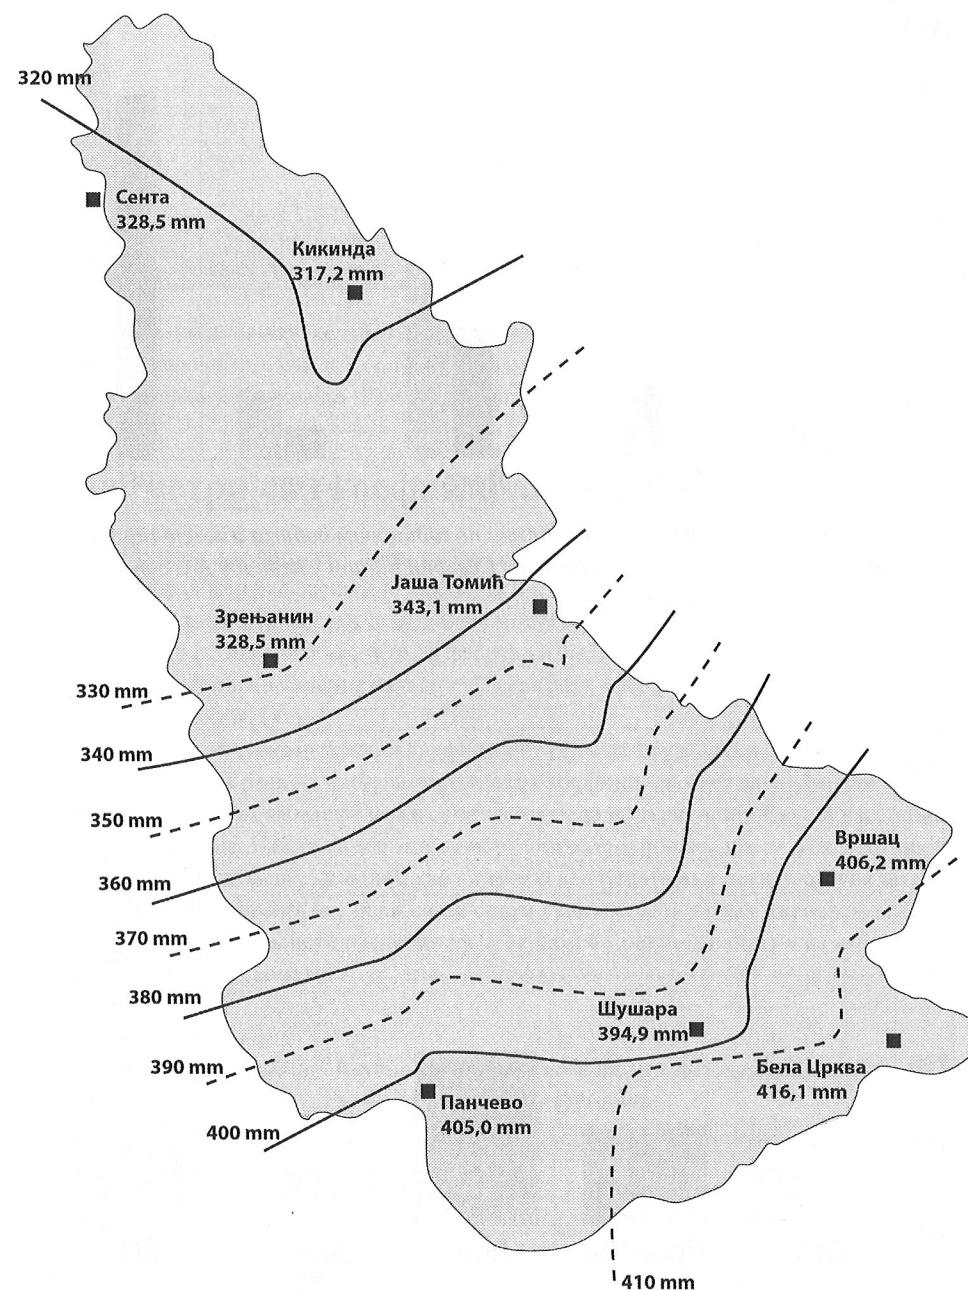 320 mm
Сента
328,5 mm
Кикинда
317,2 mm
Јаша Томић
343,1 mm
Зрењанин
328,5 mm
330 mm
340 mm
350 mm
360 mm
Вршац
406,2 mm
370 mm
380 mm
Шушара
394,9 mm
390 mm
Бела Црква
416,1 mm
Панчево
405,0 mm
400 mm
410 mm